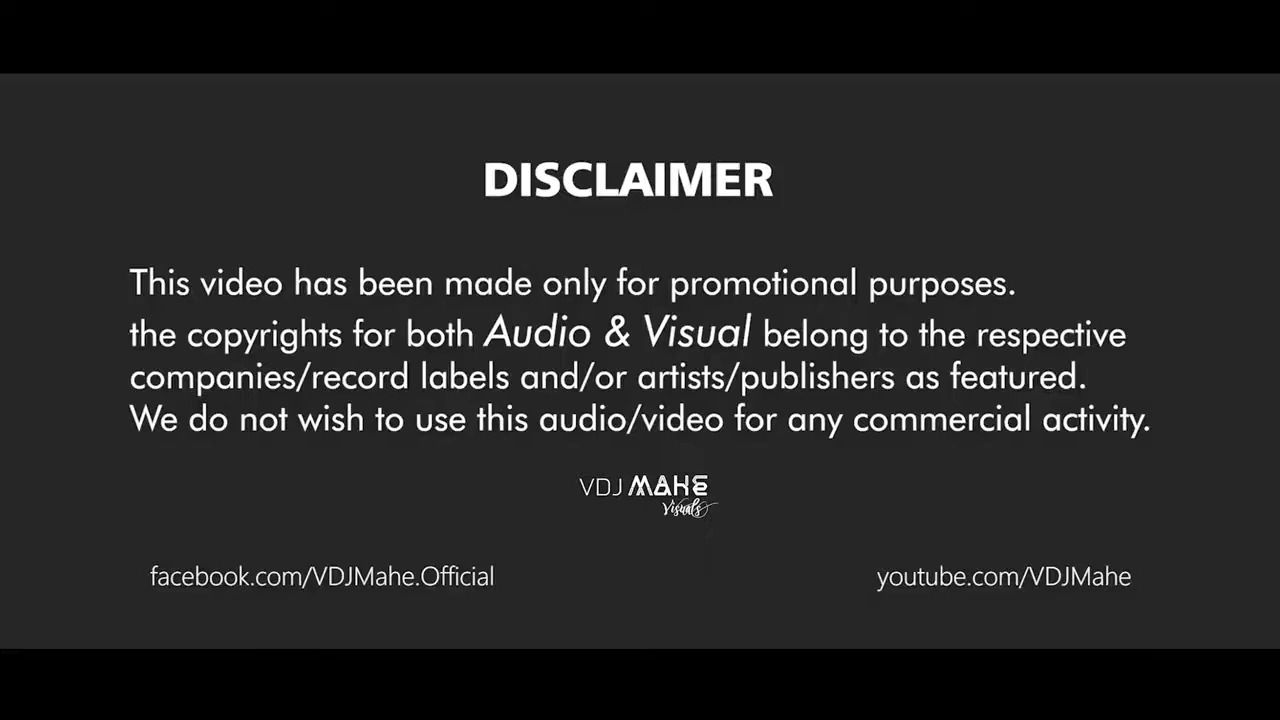 DISCLAIMER
This video has been made only for promotional purposes.
the copyrights for both Audio & Visual belong to the respective
companies/record labels and/or artists/publishers as featured.
We do not wish to use this audio/video for any commercial activity.
VDJ MAHE
Visuals
facebook.com/VDJMahe.Official
youtube.com/VDJMahe